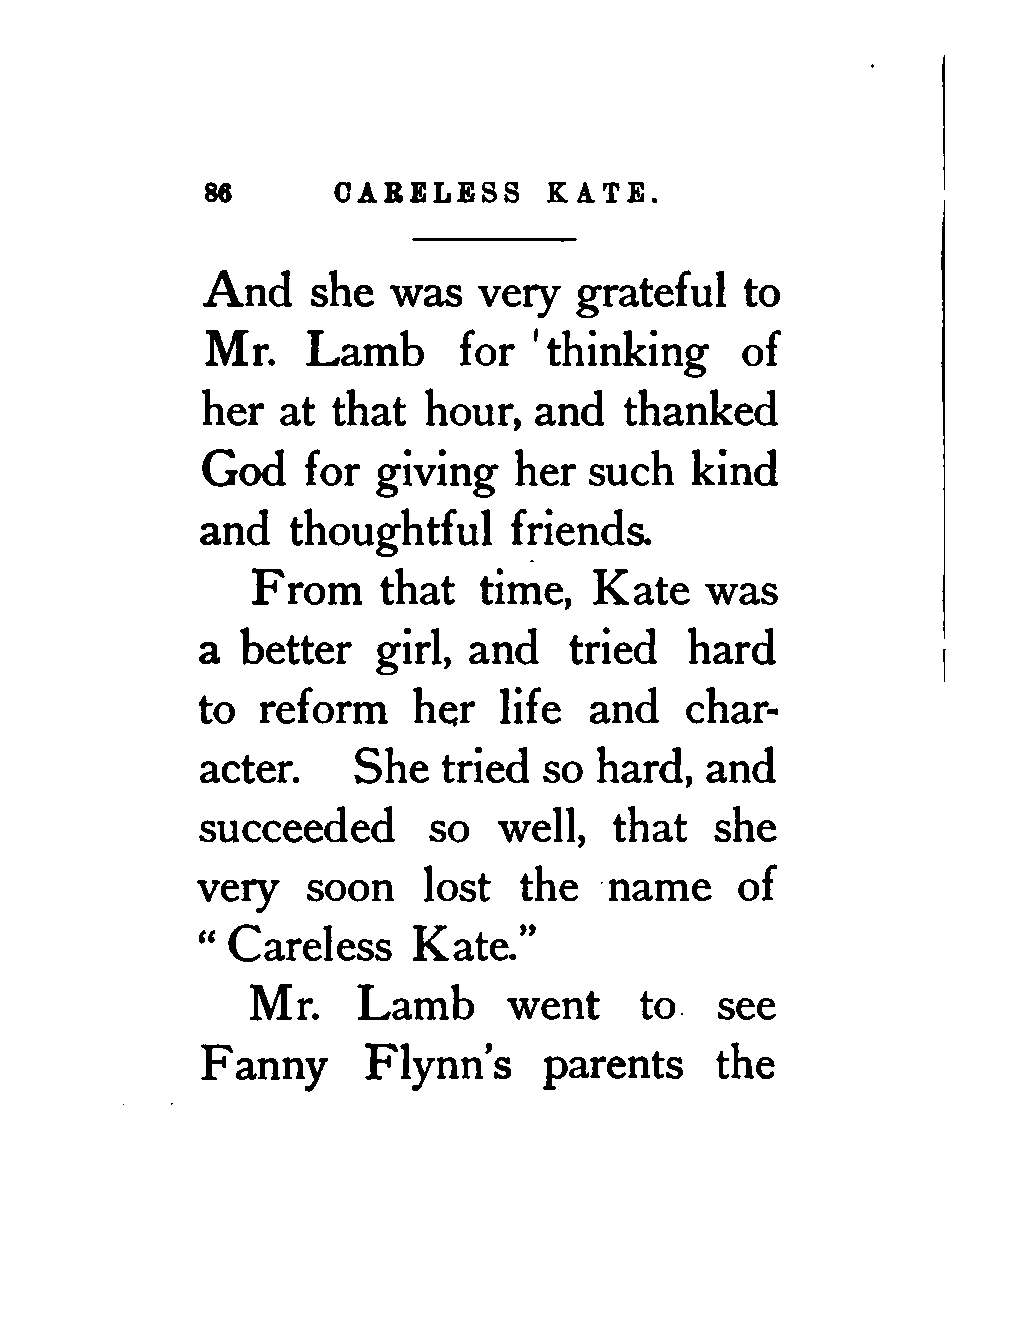 86 CARELESS KATE.
And she was very grateful to
Mr. Lamb for thinking of
her at that hour, and thanked
God for giving her such kind
and thoughtful friends.
From that time, Kate was
a better girl, and tried hard
to reform her life and char-
acter. She tried so hard, and
succeeded so well, that she
very soon lost the name of
“Careless Kate.”
Mr. Lamb went to see
Fanny Flynn's parents the